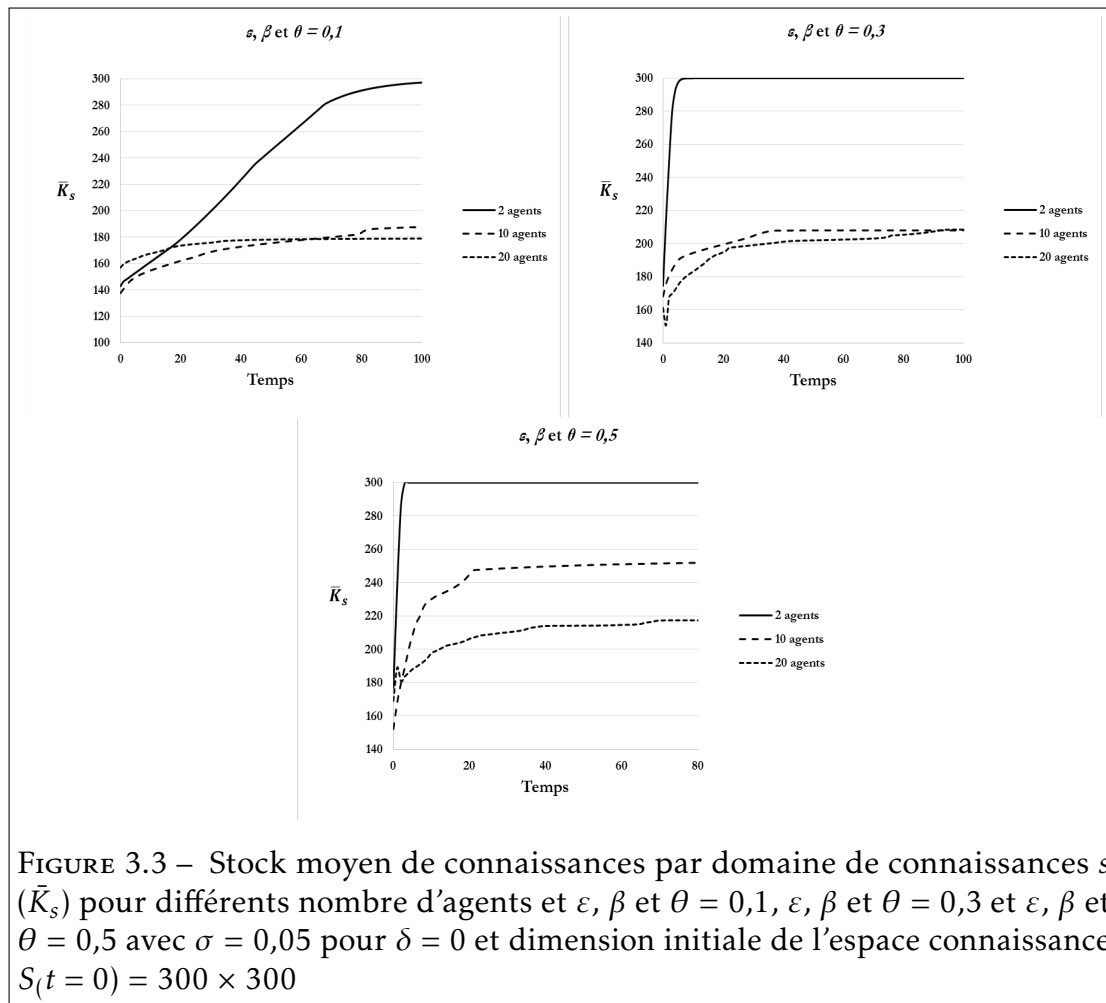 ε, β et θ = 0,1
ε, β et θ = 0,3
300
280
260
240
220
200
180
160
140
120
100
K̄s
0 20 40 60 80 100
Temps
2 agents
10 agents
20 agents
300
280
260
240
220
200
180
160
140
K̄s
0 20 40 60 80 100
Temps
2 agents
10 agents
20 agents
ε, β et θ = 0,5
300
280
260
240
220
200
180
160
140
K̄s
0 20 40 60 80
Temps
2 agents
10 agents
20 agents
FIGURE 3.3 – Stock moyen de connaissances par domaine de connaissances s
(K̄s) pour différents nombre d'agents et ε, β et θ = 0,1, ε, β et θ = 0,3 et ε, β et
θ = 0,5 avec σ = 0,05 pour δ = 0 et dimension initiale de l'espace connaissance
S(t = 0) = 300 × 300